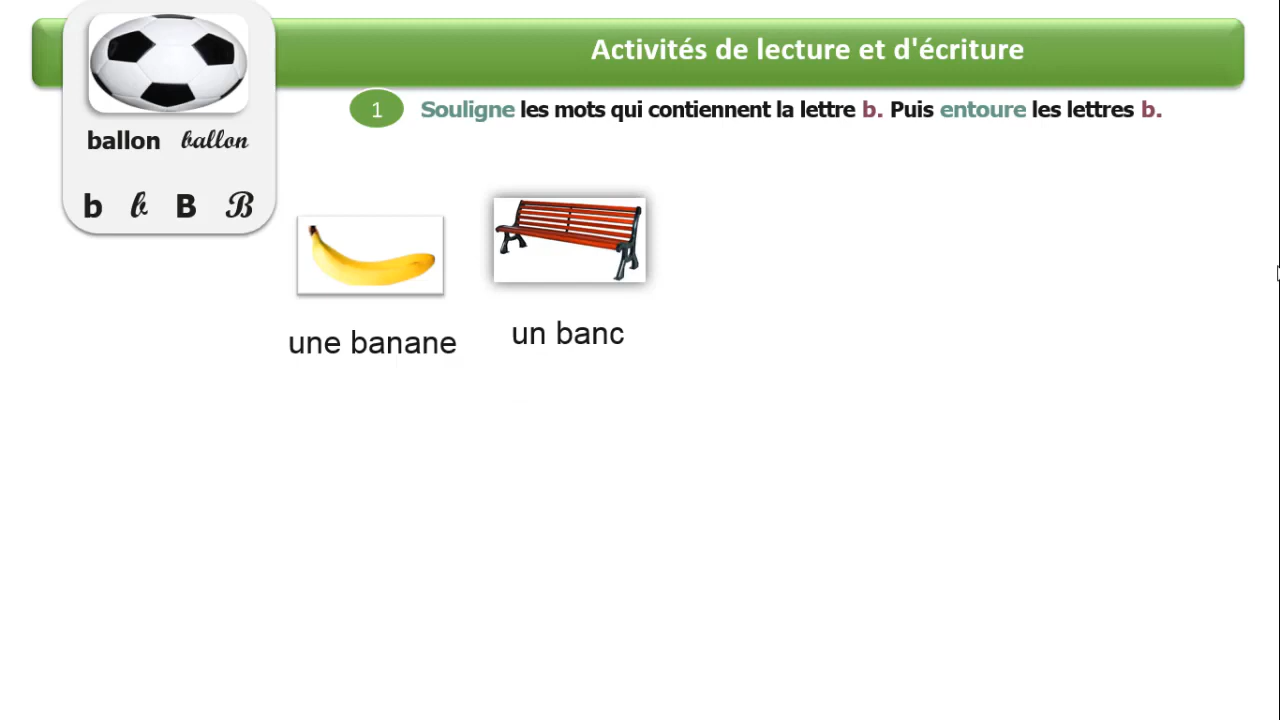 Activités de lecture et d'écriture
ballon ballon
b b B B
1 Souligne les mots qui contiennent la lettre b. Puis entoure les lettres b.
une banane
un banc